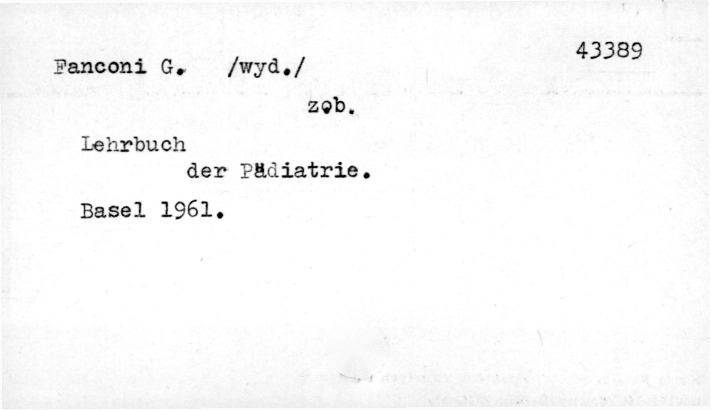 43389
Fanconi G. /wyd./
zob.
Lehrbuch
der Pädiatrie.
Basel 1961.